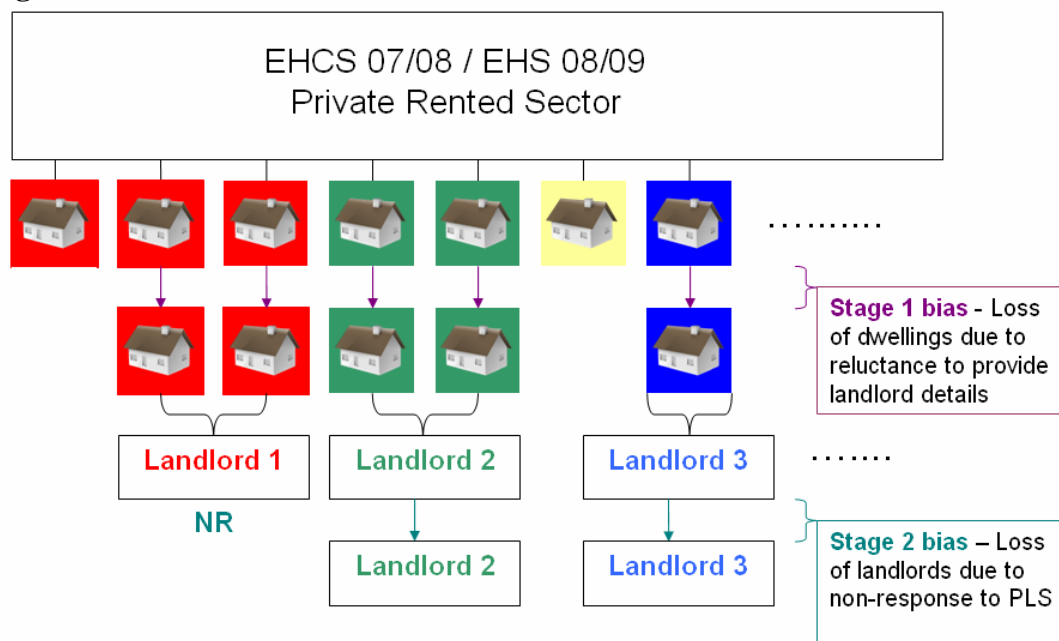 EHCS 07/08 / EHS 08/09
Private Rented Sector
...........
Stage 1 bias - Loss
of dwellings due to
reluctance to provide
landlord details
Landlord 1
Landlord 2
Landlord 3
.......
NR
Landlord 2
Landlord 3
Stage 2 bias – Loss
of landlords due to
non-response to PLS